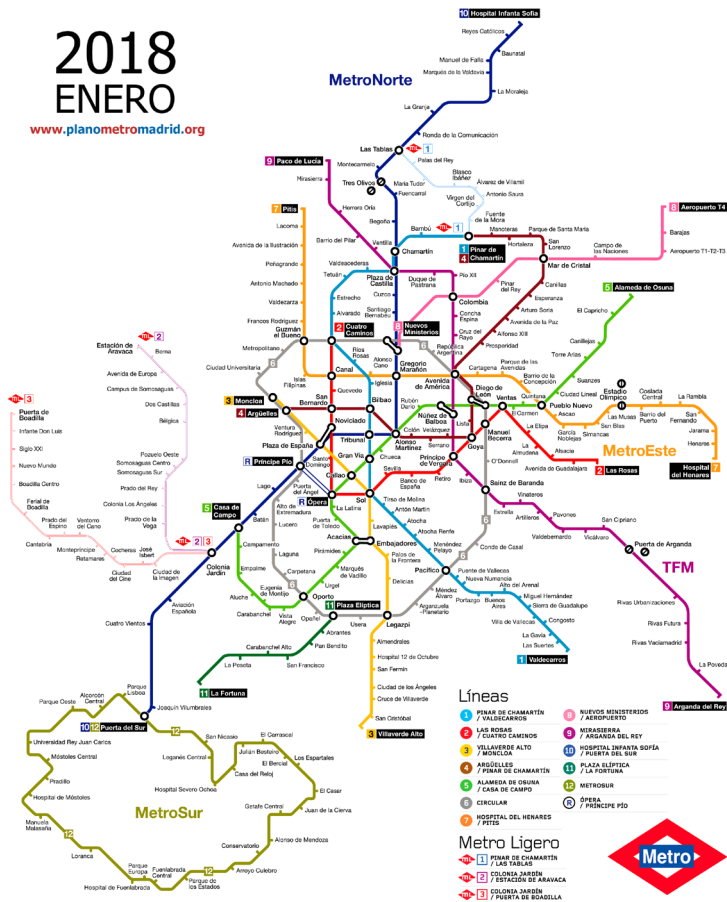 2018
ENERO
www.planometromadrid.org
MetroNorte
10 Hospital Infanta Sofía
Reyes Católicos
Baunatal
Manuel de Falla
Marqués de la Valdavia
La Moraleja
La Granja
Ronda de la Comunicación
Las Tablas
ML 1
Palas del Rey
Montecarmelo
Tres Olivos
María Tudor
Blasco
Ibáñez
Álvarez de Villamil
Fuencarral
Virgen del
Cortijo
Antonio Saura
9 Paco de Lucía
Mirasierra
Herrera Oria
Barrio del Pilar
Ventilla
Begoña
Bambú
ML 1
Fuente
de la Mora
Chamartín
1 Pinar de
4 Chamartín
Manoteras
Hortaleza
Parque de Santa María
San
Lorenzo
Mar de Cristal
Campo de
las Naciones
8 Aeropuerto T4
Barajas
Aeropuerto T1-T2-T3
7 Pitis
Lacoma
Avenida de la Ilustración
Peñagrande
Antonio Machado
Valdezarza
Francos Rodríguez
Guzmán
el Bueno
Valdeacederas
Tetuán
Plaza de
Castilla
Duque de
Pastrana
Pío XII
Pinar
del Rey
Canillas
Esperanza
Arturo Soria
Avenida de la Paz
Alfonso XIII
Prosperidad
Estrecho
Alvarado
Cuzco
Santiago
Bernabéu
Colombia
Concha
Espina
Cruz del
Rayo
República
Argentina
5 Alameda de Osuna
El Capricho
Canillejas
Torre Arias
Suanzes
Ciudad Lineal
2 Cuatro
Caminos
8 Nuevos
Ministerios
Metropolitano
Ciudad Universitaria
Ríos
Rosas
Alonso
Cano
Gregorio
Marañón
Canal
Islas
Filipinas
Quevedo
Avenida de
América
Cartagena
Parque de las
Avenidas
Barrio de la
Concepción
Diego de
León
Ventas
Quintana
El Carmen
Pueblo Nuevo
Ascao
García
Noblejas
Simancas
San Blas
Estadio
Olímpico
Las Musas
Coslada
Central
Barrio del
Puerto
San
Fernando
La Rambla
Jarama
Henares
MetroEste
Hospital
del Henares
7
3 Moncloa
4 Argüelles
Ventura
Rodríguez
Plaza de España
San
Bernardo
Bilbao
Rubén
Darío
Núñez de
Balboa
Lista
Manuel
Becerra
La Elipa
La Almudena
Alsacia
Avenida de Guadalajara
2 Las Rosas
Noviciado
Tribunal
Alonso
Martínez
Colón
Velázquez
Serrano
Goya
O'Donnell
Príncipe
de Vergara
Gran Vía
Chueca
Callao
Santo
Domingo
R Príncipe Pío
R Ópera
Sol
Sevilla
Banco de
España
Retiro
Ibiza
Sainz de Baranda
Vinateros
Estrella
Artilleros
Pavones
Valdebernardo
San Cipriano
Vicálvaro
Puerta de Arganda
TFM
Rivas Urbanizaciones
Rivas Futura
Rivas Vaciamadrid
La Poveda
9 Arganda del Rey
Estación de
Aravaca
ML 2
Berna
Avenida de Europa
Campus de Somosaguas
Dos Castillas
Bélgica
Pozuelo Oeste
Somosaguas Centro
Somosaguas Sur
Prado del Rey
Colonia Los Ángeles
Prado de la
Vega
ML 2 3
Colonia
Jardín
ML 3
Puerta de
Boadilla
Infante Don Luis
Siglo XXI
Nuevo Mundo
Boadilla Centro
Ferial de
Boadilla
Prado del
Espino
Ventorro
del Cano
Cantabria
Montepríncipe
Retamares
Cocheras
José
Isbert
Ciudad
del Cine
Ciudad de
la Imagen
5 Casa de
Campo
Lago
Batán
Puerta
del Ángel
Alto de
Extremadura
Lucero
Laguna
Carpetana
6
Campamento
Empalme
Aluche
Eugenia
de Montijo
Carabanchel
Vista
Alegre
Oporto
Opañel
Urgel
Marqués
de Vadillo
Pirámides
Acacias
Puerta
de Toledo
La Latina
Tirso de Molina
Antón Martín
Atocha
Atocha Renfe
Menéndez
Pelayo
Lavapiés
Embajadores
Palos de
la Frontera
Delicias
Pacífico
Conde de Casal
6
Méndez
Álvaro
Arganzuela
-Planetario
Legazpi
Usera
11 Plaza Elíptica
Abrantes
Pan Bendito
San Francisco
Carabanchel Alto
La Peseta
11 La Fortuna
Almendrales
Hospital 12 de Octubre
San Fermín
Ciudad de los Ángeles
Cruce de Villaverde
San Cristóbal
3 Villaverde Alto
Puente de Vallecas
Nueva Numancia
Portazgo
Buenos
Aires
Alto del Arenal
Miguel Hernández
Sierra de Guadalupe
Villa de Vallecas
Congosto
La Gavia
Las Suertes
1 Valdecarros
Aviación
Española
Cuatro Vientos
Joaquín Vilumbrales
10 12 Puerta del Sur
Parque
Lisboa
Alcorcón
Central
Parque Oeste
Universidad Rey Juan Carlos
Móstoles Central
Pradillo
Hospital de Móstoles
Manuela
Malasaña
12
Loranca
Hospital de Fuenlabrada
Parque
Europa
Fuenlabrada
Central
Parque de
los Estados
12
Arroyo Culebro
Conservatorio
Alonso de Mendoza
Getafe Central
Juan de la Cierva
El Casar
Los Espartales
El Bercial
Julián Besteiro
El Carrascal
Casa del Reloj
Hospital Severo Ochoa
Leganés Central
San Nicasio
12
MetroSur
Líneas
1 PINAR DE CHAMARTÍN
/ VALDECARROS
2 LAS ROSAS
/ CUATRO CAMINOS
3 VILLAVERDE ALTO
/ MONCLOA
4 ARGÜELLES
/ PINAR DE CHAMARTÍN
5 ALAMEDA DE OSUNA
/ CASA DE CAMPO
6 CIRCULAR
7 HOSPITAL DEL HENARES
/ PITIS
8 NUEVOS MINISTERIOS
/ AEROPUERTO
9 MIRASIERRA
/ ARGANDA DEL REY
10 HOSPITAL INFANTA SOFÍA
/ PUERTA DEL SUR
11 PLAZA ELÍPTICA
/ LA FORTUNA
12 METROSUR
R ÓPERA
/ PRÍNCIPE PÍO
Metro Ligero
ML 1 PINAR DE CHAMARTÍN
/ LAS TABLAS
ML 2 COLONIA JARDÍN
/ ESTACIÓN DE ARAVACA
ML 3 COLONIA JARDÍN
/ PUERTA DE BOADILLA
Metro